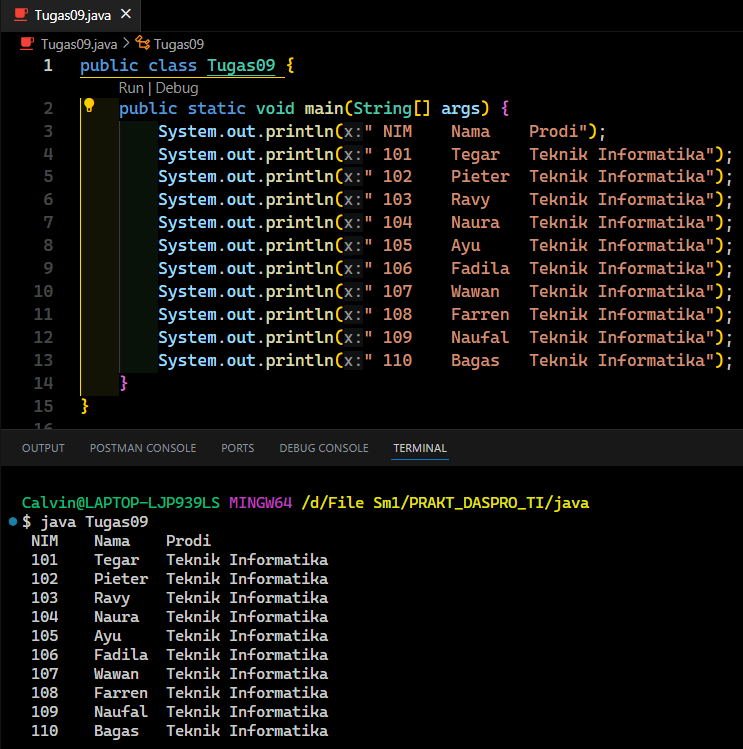 Tugas09.java ×
Tugas09.java > Tugas09
1 public class Tugas09 {
Run | Debug
2     public static void main(String[] args) {
3         System.out.println(x:" NIM    Nama    Prodi");
4         System.out.println(x:" 101    Tegar   Teknik Informatika");
5         System.out.println(x:" 102    Pieter  Teknik Informatika");
6         System.out.println(x:" 103    Ravy    Teknik Informatika");
7         System.out.println(x:" 104    Naura   Teknik Informatika");
8         System.out.println(x:" 105    Ayu     Teknik Informatika");
9         System.out.println(x:" 106    Fadila  Teknik Informatika");
10         System.out.println(x:" 107    Wawan   Teknik Informatika");
11         System.out.println(x:" 108    Farren  Teknik Informatika");
12         System.out.println(x:" 109    Naufal  Teknik Informatika");
13         System.out.println(x:" 110    Bagas   Teknik Informatika");
14     }
15 }
16
OUTPUT POSTMAN CONSOLE PORTS DEBUG CONSOLE TERMINAL
Calvin@LAPTOP-LJP939LS MINGW64 /d/File Sm1/PRAKT_DASPRO_TI/java
$ java Tugas09
 NIM    Nama    Prodi
 101    Tegar   Teknik Informatika
 102    Pieter  Teknik Informatika
 103    Ravy    Teknik Informatika
 104    Naura   Teknik Informatika
 105    Ayu     Teknik Informatika
 106    Fadila  Teknik Informatika
 107    Wawan   Teknik Informatika
 108    Farren  Teknik Informatika
 109    Naufal  Teknik Informatika
 110    Bagas   Teknik Informatika